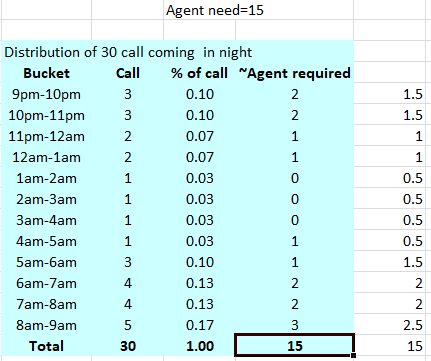 Agent need=15
Distribution of 30 call coming in night
Bucket Call % of call ~Agent required
9pm-10pm 3 0.10 2 1.5
10pm-11pm 3 0.10 2 1.5
11pm-12am 2 0.07 1 1
12am-1am 2 0.07 1 1
1am-2am 1 0.03 0 0.5
2am-3am 1 0.03 0 0.5
3am-4am 1 0.03 0 0.5
4am-5am 1 0.03 1 0.5
5am-6am 3 0.10 1 1.5
6am-7am 4 0.13 2 2
7am-8am 4 0.13 2 2
8am-9am 5 0.17 3 2.5
Total 30 1.00 15 15